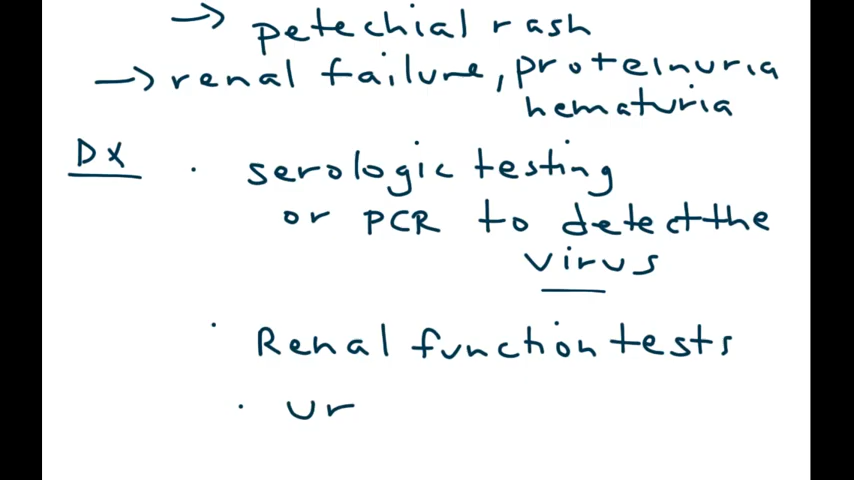 → petechial rash
→ renal failure, proteinuria
hematuria
Dx · serologic testing
or PCR to detect the
virus
· Renal function tests
· ur